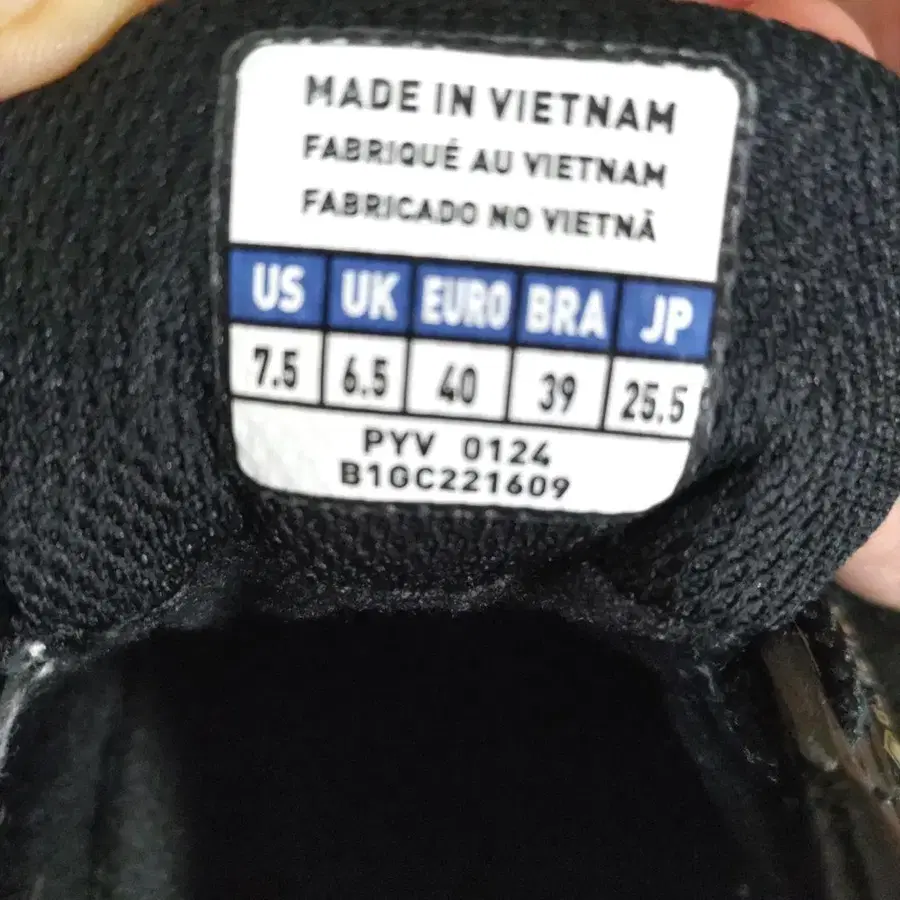 MADE IN VIETNAM
FABRIQUÉ AU VIETNAM
FABRICADO NO VIETNÃ
US UK EURO BRA JP
7.5 6.5 40 39 25.5
PYV 0124
B1GC221609